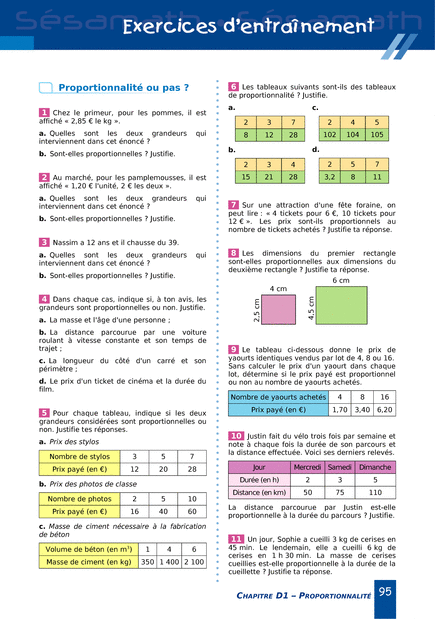 Sésamath
Exercices d'entraînement
Proportionnalité ou pas ?
1 Chez le primeur, pour les pommes, il est
affiché « 2,85 € le kg ».
a. Quelles sont les deux grandeurs qui
interviennent dans cet énoncé ?
b. Sont-elles proportionnelles ? Justifie.
2 Au marché, pour les pamplemousses, il est
affiché « 1,20 € l'unité, 2 € les deux ».
a. Quelles sont les deux grandeurs qui
interviennent dans cet énoncé ?
b. Sont-elles proportionnelles ? Justifie.
3 Nassim a 12 ans et il chausse du 39.
a. Quelles sont les deux grandeurs qui
interviennent dans cet énoncé ?
b. Sont-elles proportionnelles ? Justifie.
4 Dans chaque cas, indique si, à ton avis, les
grandeurs sont proportionnelles ou non. Justifie.
a. La masse et l'âge d'une personne ;
b. La distance parcourue par une voiture
roulant à vitesse constante et son temps de
trajet ;
c. La longueur du côté d'un carré et son
périmètre ;
d. Le prix d'un ticket de cinéma et la durée du
film.
5 Pour chaque tableau, indique si les deux
grandeurs considérées sont proportionnelles ou
non. Justifie tes réponses.
a. Prix des stylos
Nombre de stylos 3 5 7
Prix payé (en €) 12 20 28
b. Prix des photos de classe
Nombre de photos 2 5 10
Prix payé (en €) 16 40 60
c. Masse de ciment nécessaire à la fabrication
de béton
Volume de béton (en m³) 1 4 6
Masse de ciment (en kg) 350 1 400 2 100
6 Les tableaux suivants sont-ils des tableaux
de proportionnalité ? Justifie.
a.
2 3 7
8 12 28
c.
2 4 5
102 104 105
b.
2 3 4
15 21 28
d.
2 5 7
3,2 8 11
7 Sur une attraction d'une fête foraine, on
peut lire : « 4 tickets pour 6 €, 10 tickets pour
12 € ». Les prix sont-ils proportionnels au
nombre de tickets achetés ? Justifie ta réponse.
8 Les dimensions du premier rectangle
sont-elles proportionnelles aux dimensions du
deuxième rectangle ? Justifie ta réponse.
4 cm
2,5 cm
6 cm
4,5 cm
9 Le tableau ci-dessous donne le prix de
yaourts identiques vendus par lot de 4, 8 ou 16.
Sans calculer le prix d'un yaourt dans chaque
lot, détermine si le prix payé est proportionnel
ou non au nombre de yaourts achetés.
Nombre de yaourts achetés 4 8 16
Prix payé (en €) 1,70 3,40 6,20
10 Justin fait du vélo trois fois par semaine et
note à chaque fois la durée de son parcours et
la distance effectuée. Voici ses derniers relevés.
Jour Mercredi Samedi Dimanche
Durée (en h) 2 3 5
Distance (en km) 50 75 110
La distance parcourue par Justin est-elle
proportionnelle à la durée du parcours ? Justifie.
11 Un jour, Sophie a cueilli 3 kg de cerises en
45 min. Le lendemain, elle a cueilli 6 kg de
cerises en 1 h 30 min. La masse de cerises
cueillies est-elle proportionnelle à la durée de la
cueillette ? Justifie ta réponse.
CHAPITRE D1 – PROPORTIONNALITÉ 95